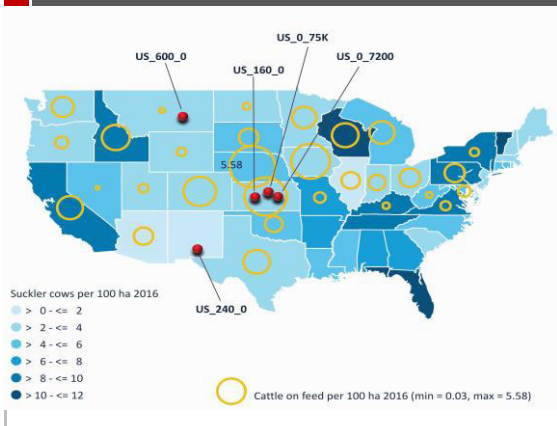 US_0_75K
US_600_0
US_0_7200
US_160_0
5.58
US_240_0
Suckler cows per 100 ha 2016
> 0 - <= 2
> 2 - <= 4
> 4 - <= 6
> 6 - <= 8
> 8 - <= 10
> 10 - <= 12
Cattle on feed per 100 ha 2016 (min = 0.03, max = 5.58)